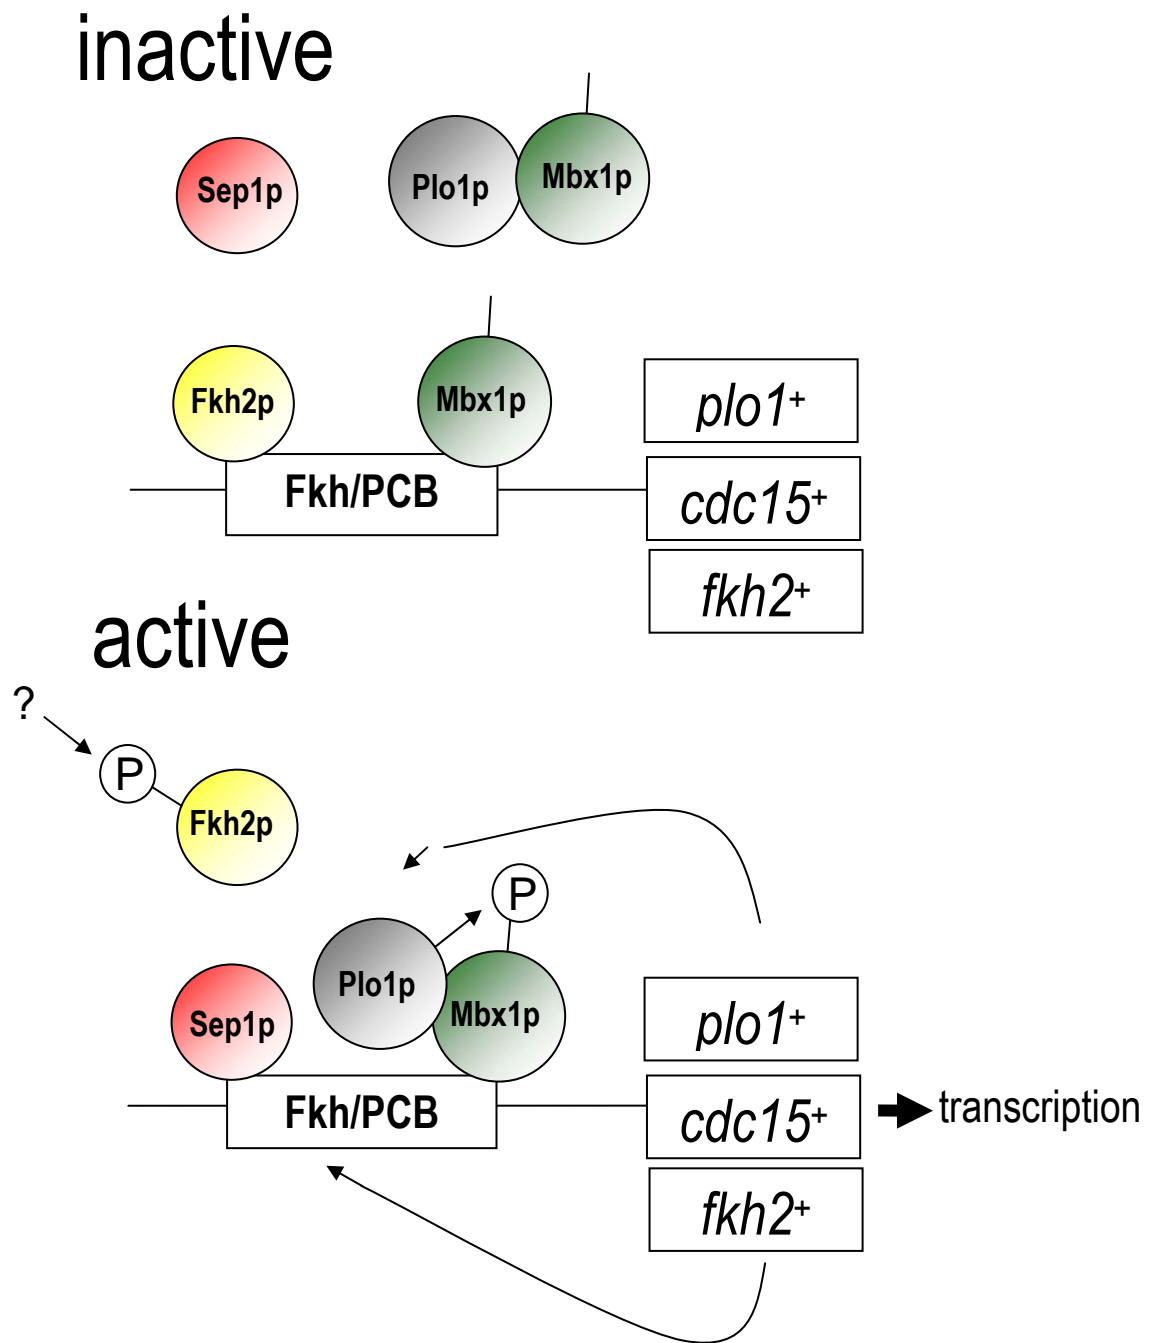 inactive
Sep1p
Plo1p
Mbx1p
Fkh2p
Mbx1p
Fkh/PCB
plo1+
cdc15+
fkh2+
active
?
P
Fkh2p
P
Plo1p
Sep1p
Mbx1p
Fkh/PCB
plo1+
cdc15+
transcription
fkh2+